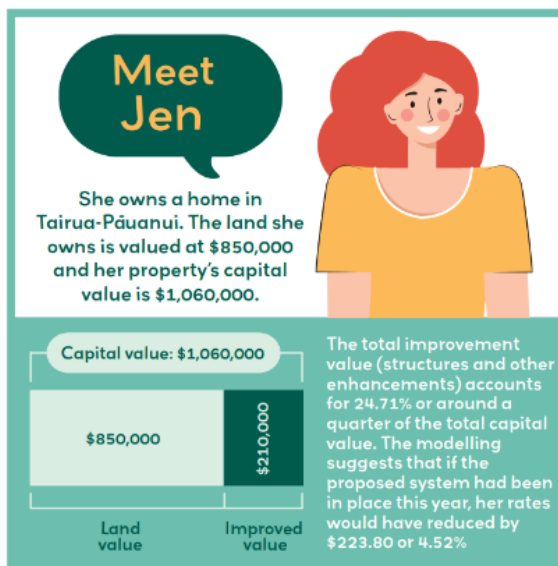 Meet
Jen
She owns a home in
Tairua-Pāuanui. The land she
owns is valued at $850,000
and her property's capital
value is $1,060,000.
Capital value: $1,060,000
$850,000
$210,000
Land
value
Improved
value
The total improvement
value (structures and other
enhancements) accounts
for 24.71% or around a
quarter of the total capital
value. The modelling
suggests that if the
proposed system had been
in place this year, her rates
would have reduced by
$223.80 or 4.52%